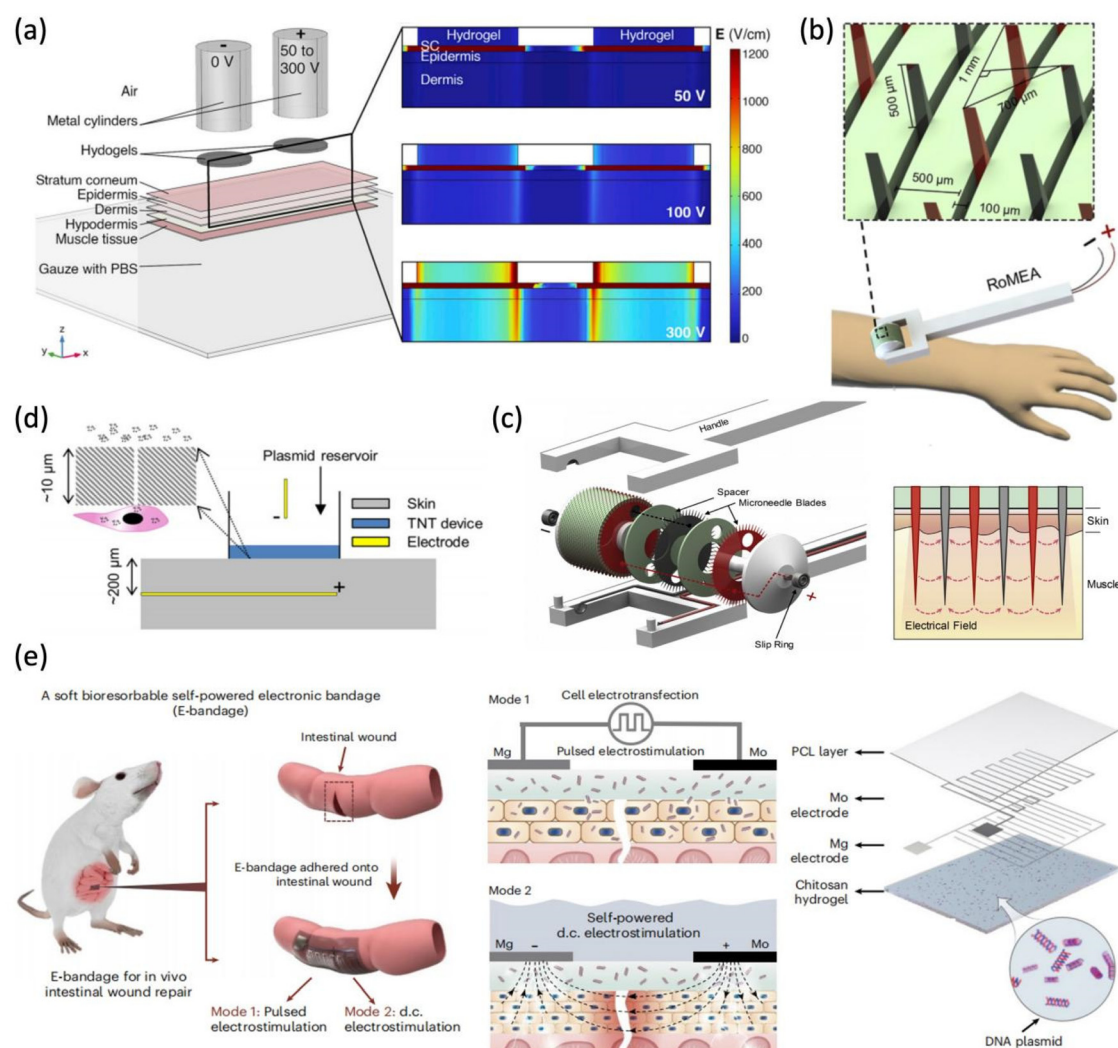 (a)
-
0 V
+
50 to
300 V
Air
Metal cylinders
Hydogels
Stratum corneum
Epidermis
Dermis
Hypodermis
Muscle tissue
Gauze with PBS
z
y
x
Hydrogel
Hydrogel
SC
Epidermis
Dermis
50 V
100 V
300 V
E (V/cm)
1200
1000
800
600
400
200
0
(b)
1 mm
500 µm
700 µm
500 µm
100 µm
- +
RoMEA
(d)
~10 µm
Plasmid reservoir
-
Skin
TNT device
Electrode
~200 µm
+
(c)
Handle
Spacer
Microneedle Blades
-
+
Slip Ring
Skin
Muscle
Electrical Field
(e)
A soft bioresorbable self-powered electronic bandage
(E-bandage)
Intestinal wound
E-bandage adhered onto
intestinal wound
E-bandage for in vivo
intestinal wound repair
Mode 1: Pulsed
electrostimulation
Mode 2: d.c.
electrostimulation
Mode 1
Cell electrotransfection
Mg
Pulsed electrostimulation
Mo
Mode 2
Self-powered
d.c. electrostimulation
Mg
-
+
Mo
PCL layer
Mo
electrode
Mg
electrode
Chitosan
hydrogel
DNA plasmid